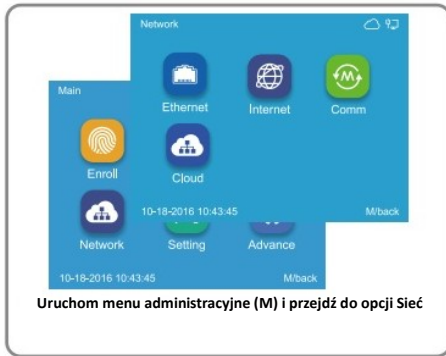 Network
Ethernet
Internet
Comm
Cloud
10-18-2016 10:43:45
M/back
Main
Enroll
Network
Setting
Advance
10-18-2016 10:43:45
M/back
Uruchom menu administracyjne (M) i przejdź do opcji Sieć